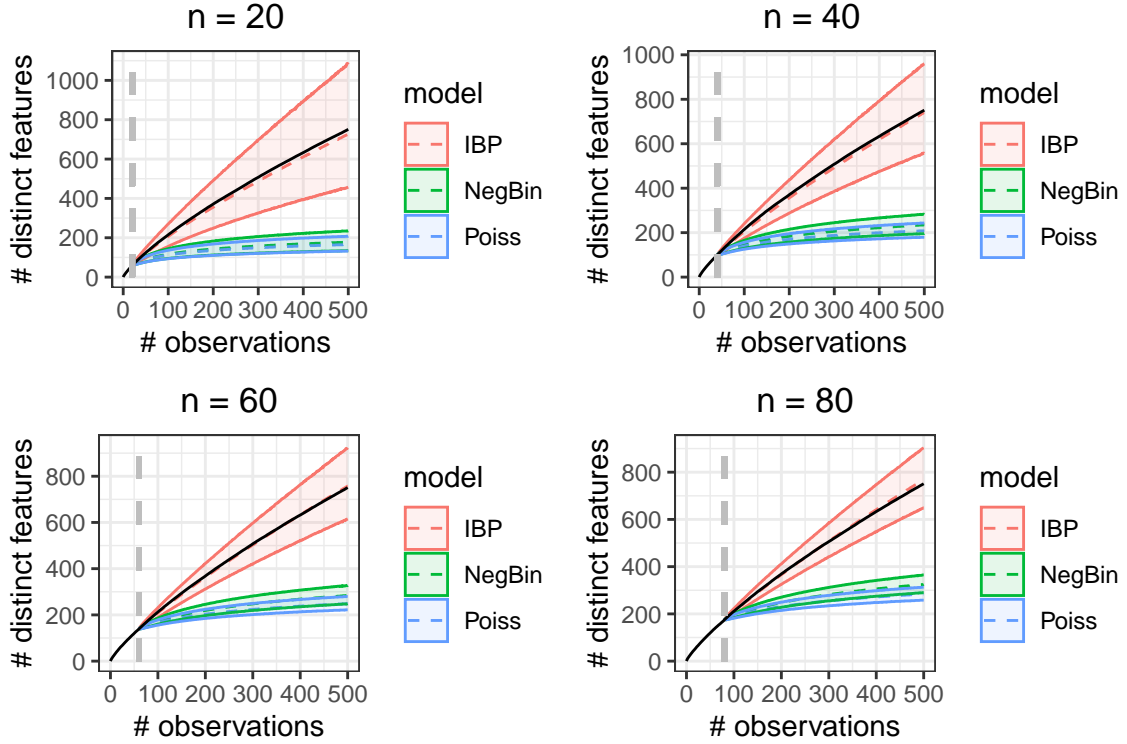 n = 20
# distinct features
1000
800
600
400
200
0
0 100 200 300 400 500
# observations
model
IBP
NegBin
Poiss
n = 40
# distinct features
1000
800
600
400
200
0
0 100 200 300 400 500
# observations
model
IBP
NegBin
Poiss
n = 60
# distinct features
800
600
400
200
0
0 100 200 300 400 500
# observations
model
IBP
NegBin
Poiss
n = 80
# distinct features
800
600
400
200
0
0 100 200 300 400 500
# observations
model
IBP
NegBin
Poiss